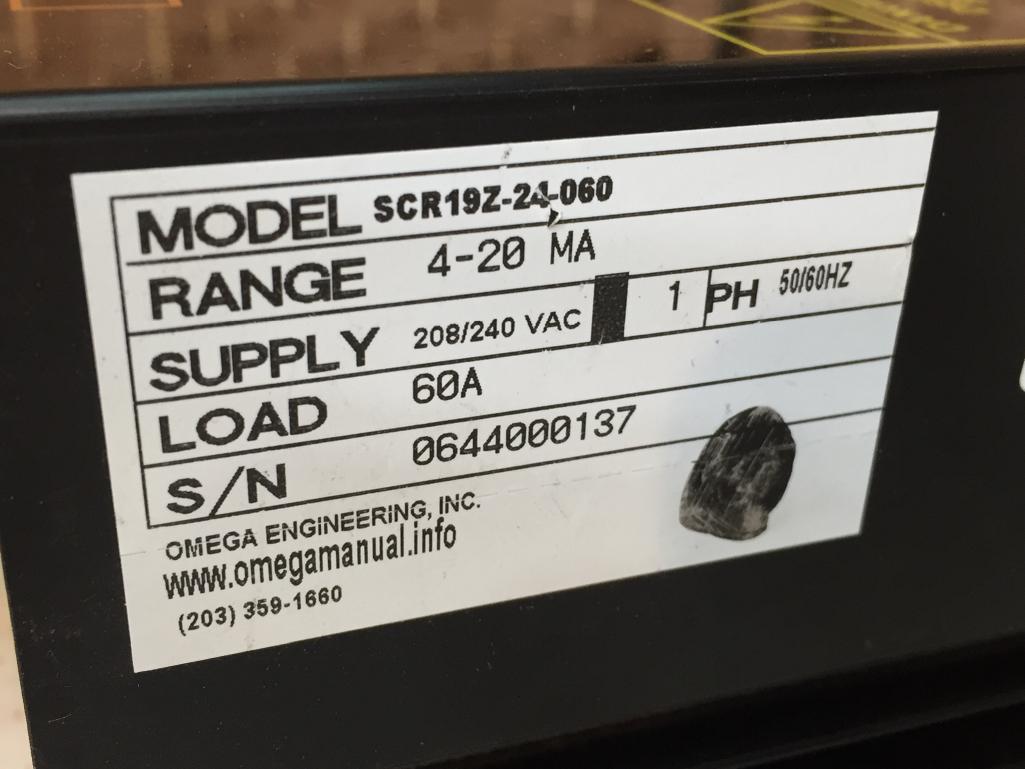 MODEL SCR19Z-24-060
RANGE 4-20 MA
SUPPLY 208/240 VAC 1 PH 50/60HZ
LOAD 60A
S/N 0644000137
OMEGA ENGINEERING, INC.
www.omegamanual.info
(203) 359-1660